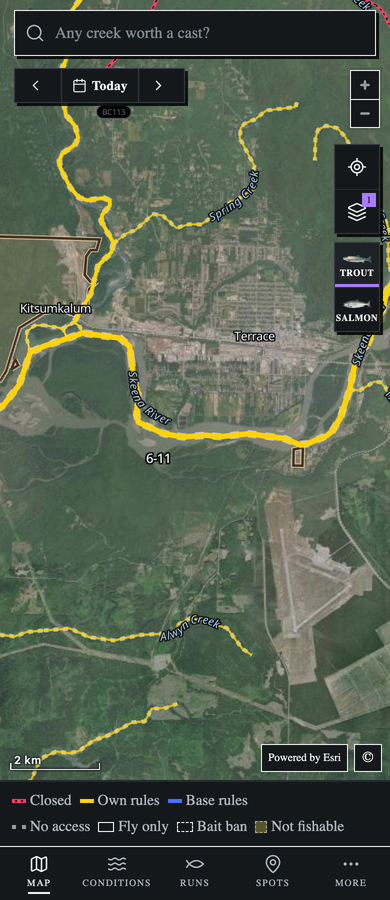 Any creek worth a cast?
Today
BC113
1
Spring Creek
TROUT
SALMON
Kitsumkalum
Terrace
Skeena River
6-11
Alwyn Creek
2 km
Powered by Esri
©
Closed Own rules Base rules
No access Fly only Bait ban Not fishable
MAP CONDITIONS RUNS SPOTS MORE